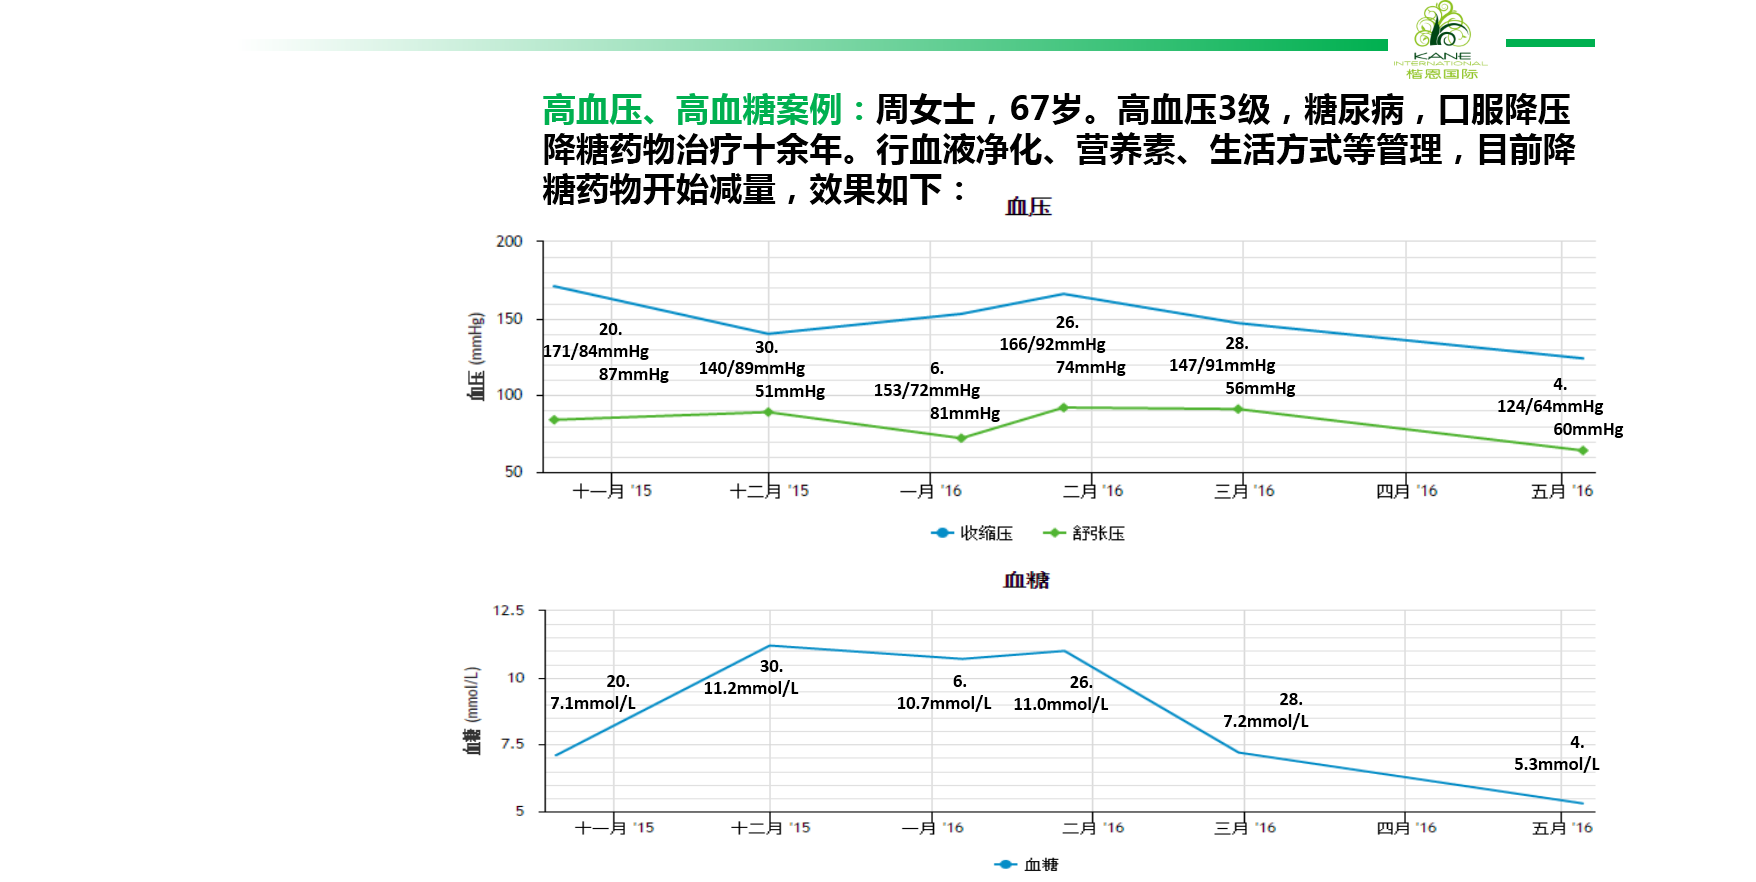 KANE
INTERNATIONAL
楷恩国际
高血压、高血糖案例：周女士，67岁。高血压3级，糖尿病，口服降压
降糖药物治疗十余年。行血液净化、营养素、生活方式等管理，目前降
糖药物开始减量，效果如下：
血压
血压 (mmHg)
200
150
100
50
20.
171/84mmHg
87mmHg
30.
140/89mmHg
51mmHg
6.
153/72mmHg
81mmHg
26.
166/92mmHg
74mmHg
28.
147/91mmHg
56mmHg
4.
124/64mmHg
60mmHg
十一月 '15 十二月 '15 一月 '16 二月 '16 三月 '16 四月 '16 五月 '16
收缩压 舒张压
血糖
血糖 (mmol/L)
12.5
10
7.5
5
20.
7.1mmol/L
30.
11.2mmol/L
6.
10.7mmol/L
26.
11.0mmol/L
28.
7.2mmol/L
4.
5.3mmol/L
十一月 '15 十二月 '15 一月 '16 二月 '16 三月 '16 四月 '16 五月 '16
血糖